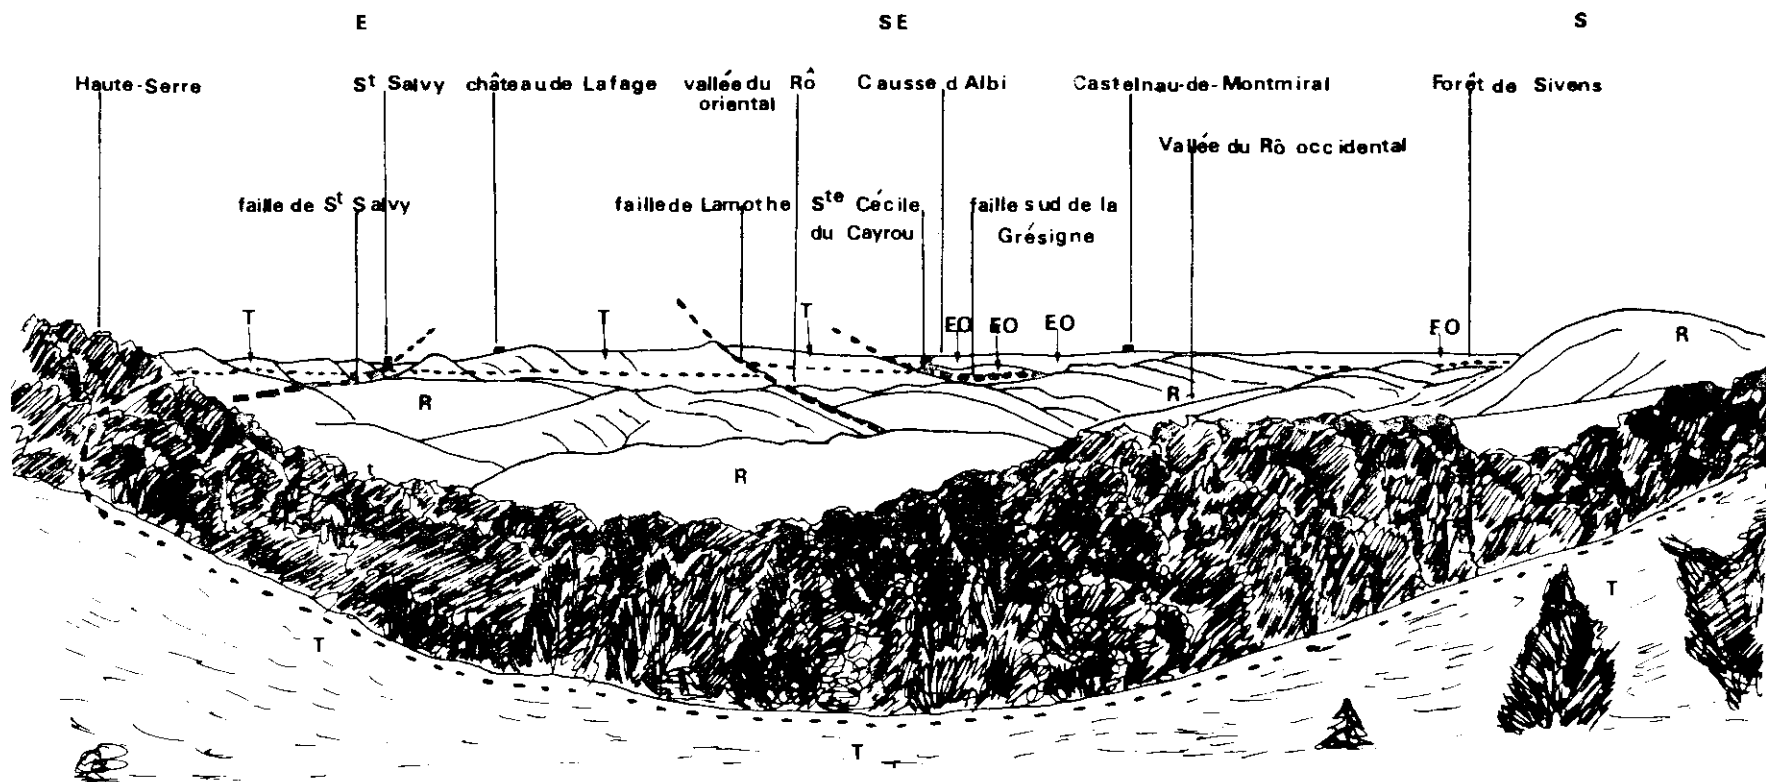 E SE S
Haute-Serre St Salvy château de Lafage vallée du Rô Causse d Albi Castelnau-de-Montmiral Forêt de Sivens
oriental
Vallée du Rô occidental
faille de St Salvy faille de Lamothe Ste Cécile faille sud de la
du Cayrou Grésigne
T T T EO EO EO EO
R
R R
R
T
T
T
T